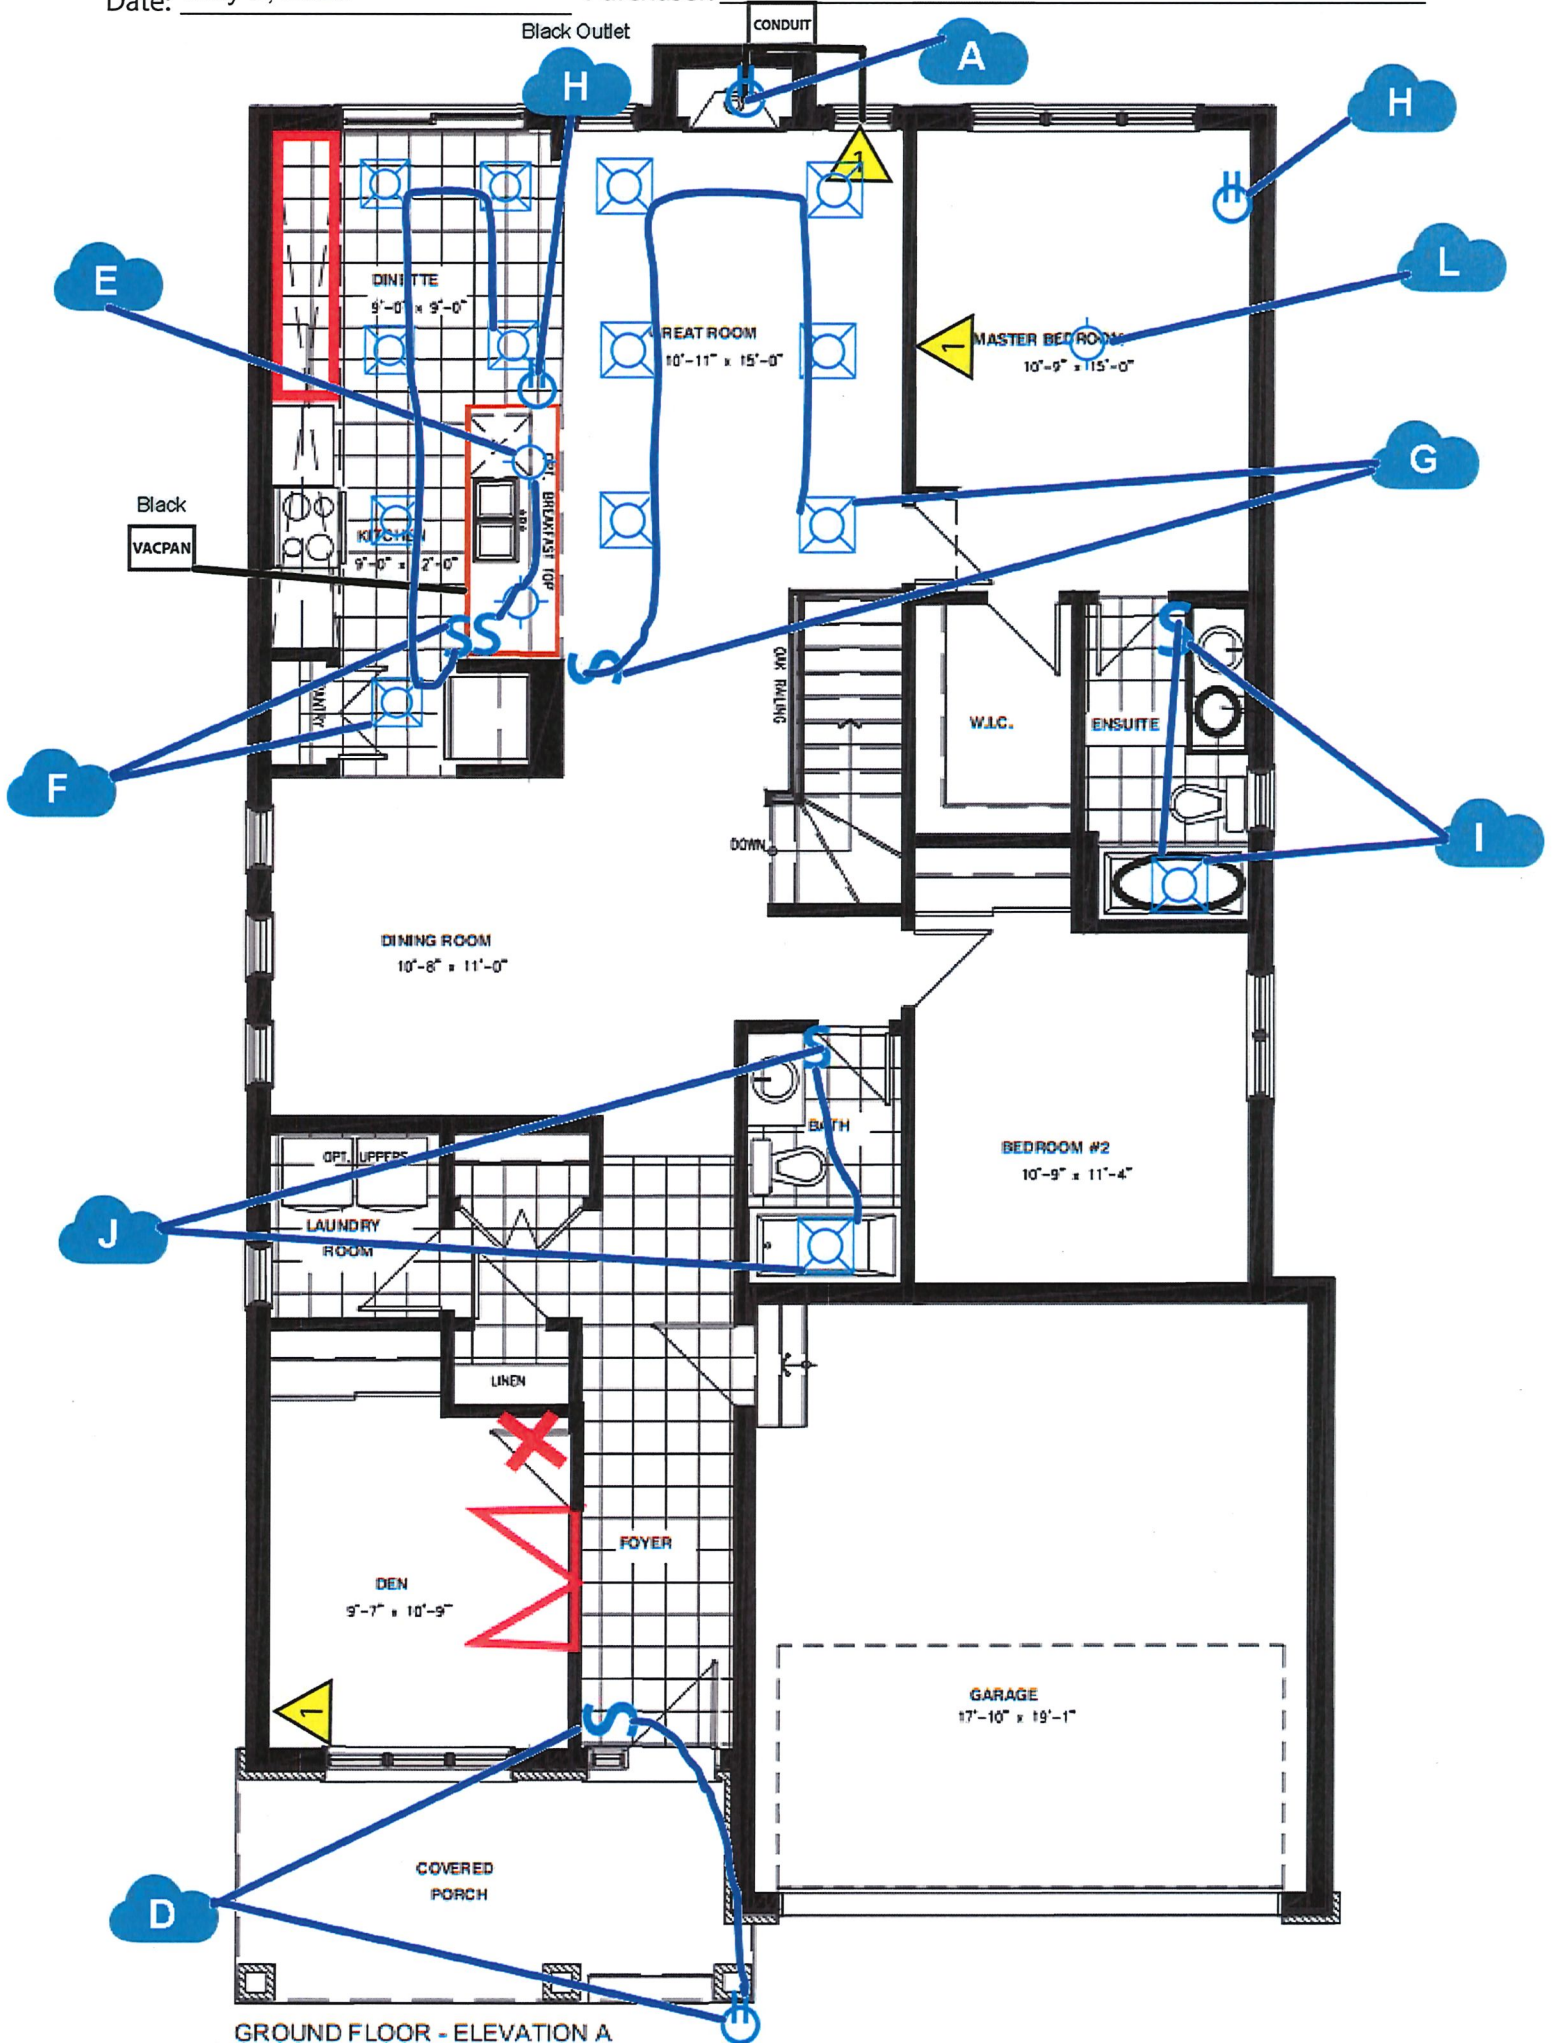 Date:
Black Outlet
CONDUIT
A
H
H
1
E
DINETTE
9'-0" x 9'-0"
GREAT ROOM
10'-11" x 15'-0"
1
MASTER BEDROOM
10'-9" x 15'-0"
L
G
Black
VACPAN
OPT. BREAKFAST TOP
KITCHEN
9'-0" x 12'-0"
S
S
S
S
OAK RAILING
PANTRY
W.I.C.
ENSUITE
F
I
DOWN
DINING ROOM
10'-8" x 11'-0"
S
BATH
BEDROOM #2
10'-9" x 11'-4"
OPT. UPPERS
J
LAUNDRY
ROOM
LINEN
FOYER
DEN
9'-7" x 10'-9"
1
S
GARAGE
17'-10" x 19'-1"
COVERED
PORCH
D
GROUND FLOOR - ELEVATION A